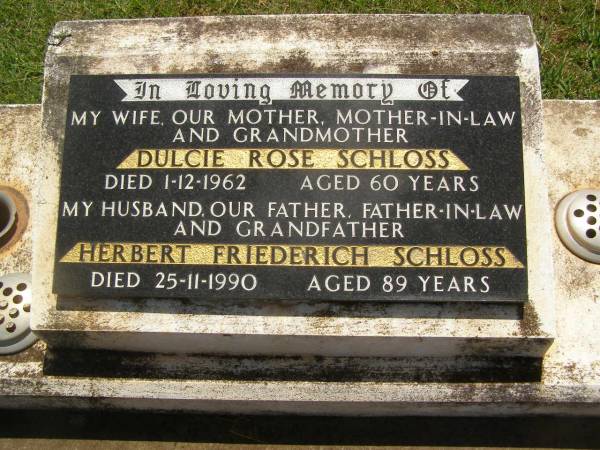 In Loving Memory Of
MY WIFE, OUR MOTHER, MOTHER-IN-LAW
AND GRANDMOTHER
DULCIE ROSE SCHLOSS
DIED 1-12-1962 AGED 60 YEARS
MY HUSBAND, OUR FATHER, FATHER-IN-LAW
AND GRANDFATHER
HERBERT FRIEDERICH SCHLOSS
DIED 25-11-1990 AGED 89 YEARS